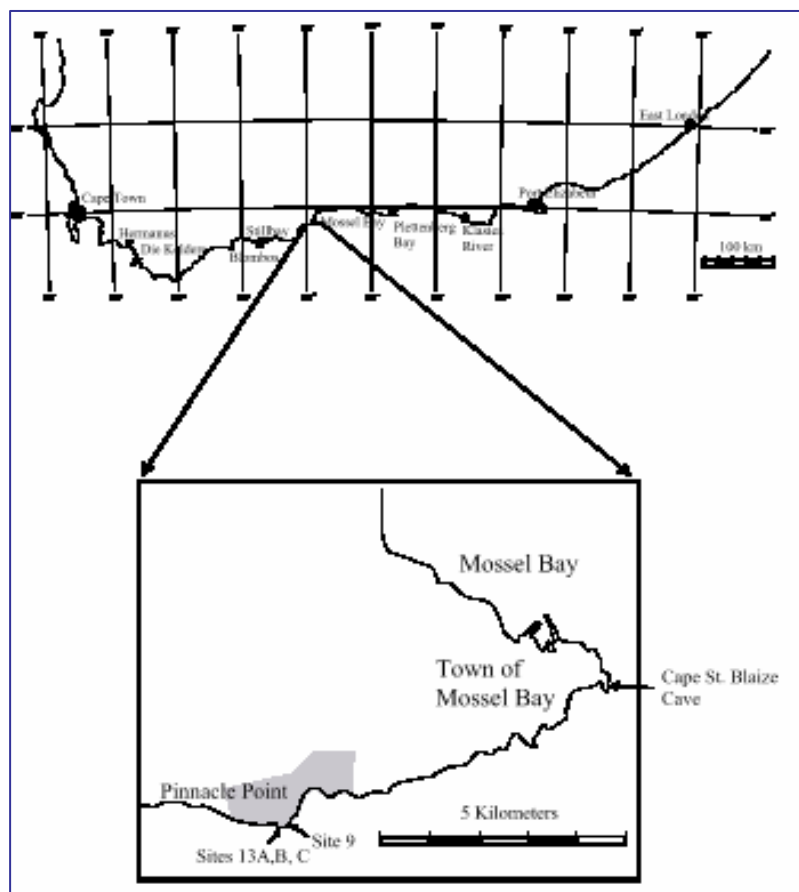 East London
Cape Town
Port Elizabeth
Hermanus
Stillbay
Mossel Bay
Plettenberg
Bay
Klasies
River
Die Kelders
Blombos
100 km
Mossel Bay
Town of
Mossel Bay
Cape St. Blaize
Cave
Pinnacle Point
5 Kilometers
Site 9
Sites 13A,B, C